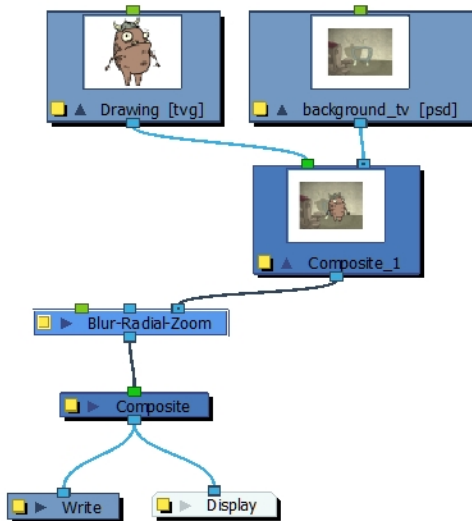 Drawing [tvg]
background_tv [psd]
Composite_1
Blur-Radial-Zoom
Composite
Write
Display